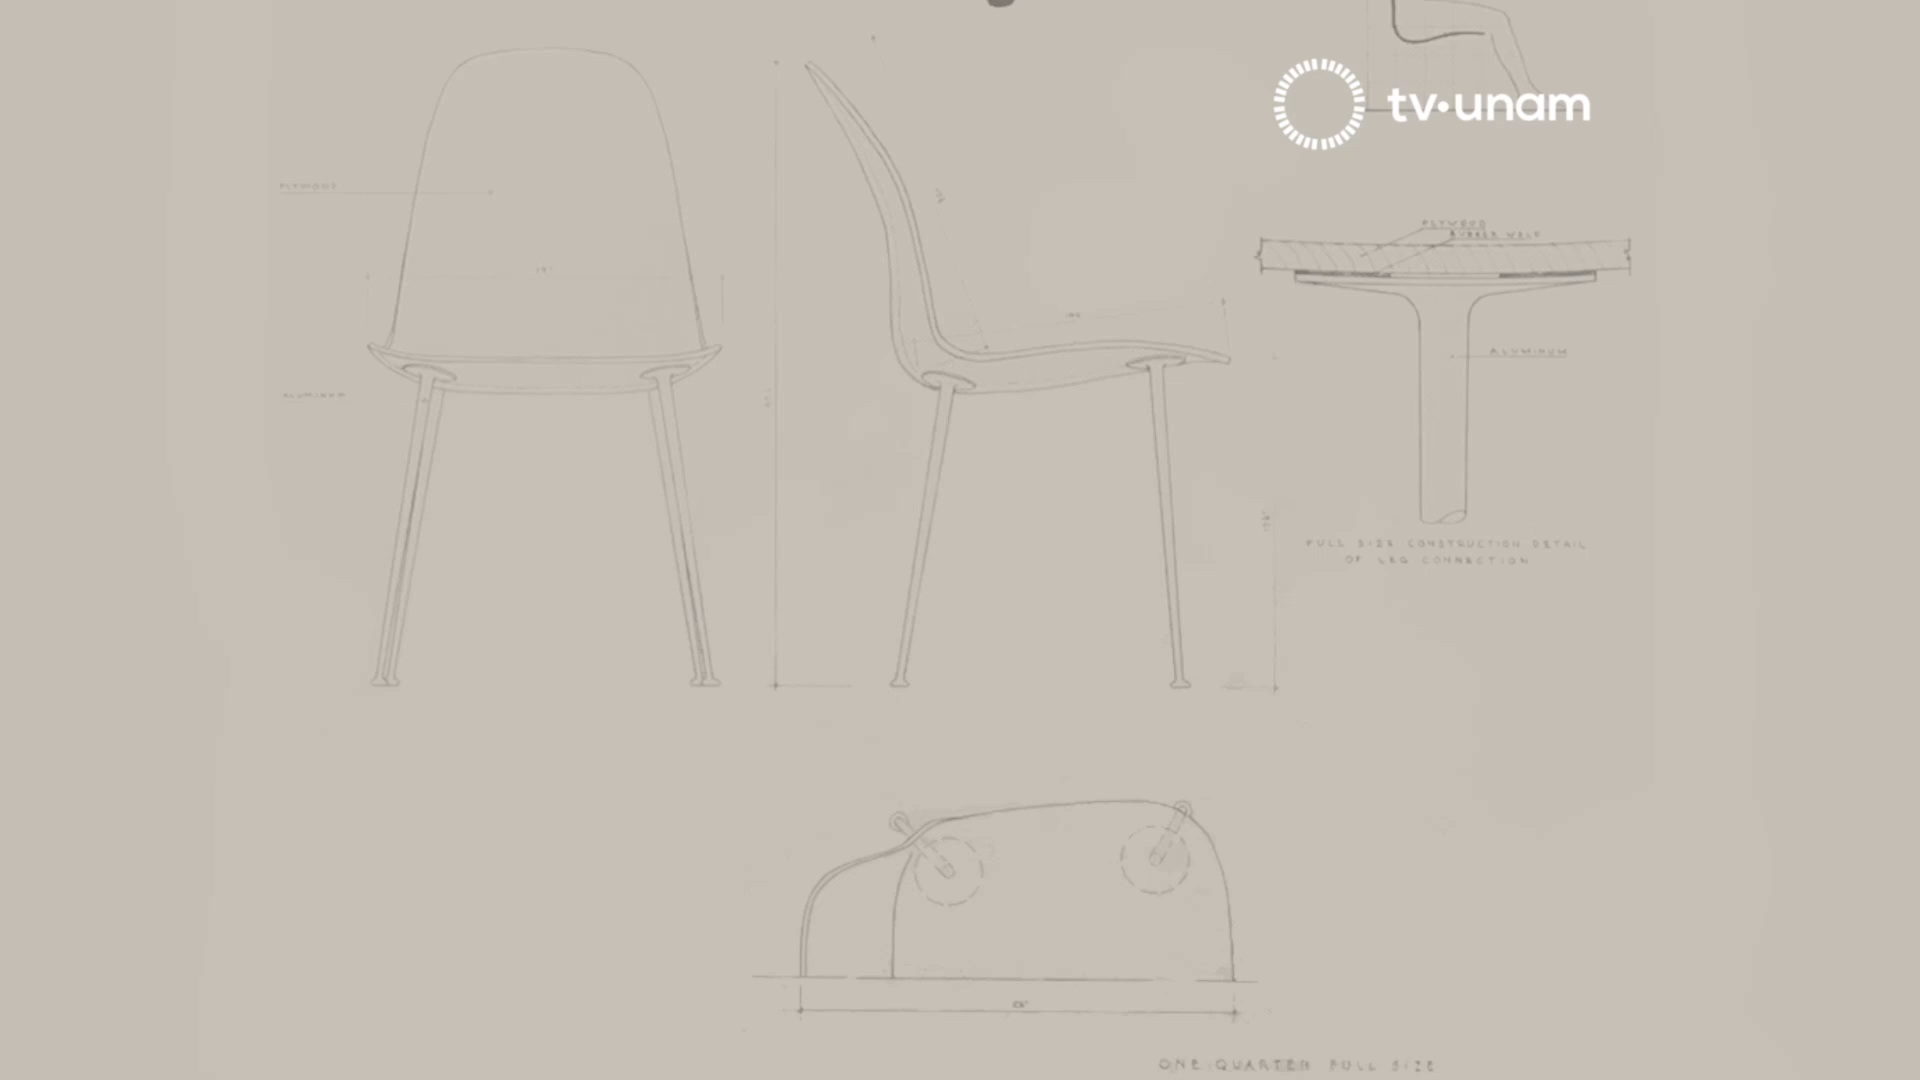 tv·unam
PLYWOOD
PLYWOOD
RUBBER WELD
ALUMINUM
ALUMINUM
FULL SIZE CONSTRUCTION DETAIL
OF LEG CONNECTION
ONE-QUARTER FULL SIZE